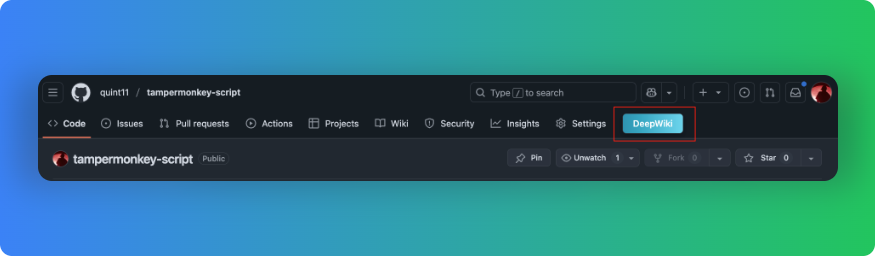 quint11 / tampermonkey-script Type / to search
Code Issues Pull requests Actions Projects Wiki Security Insights Settings DeepWiki
tampermonkey-script Public Pin Unwatch 1 Fork 0 Star 0